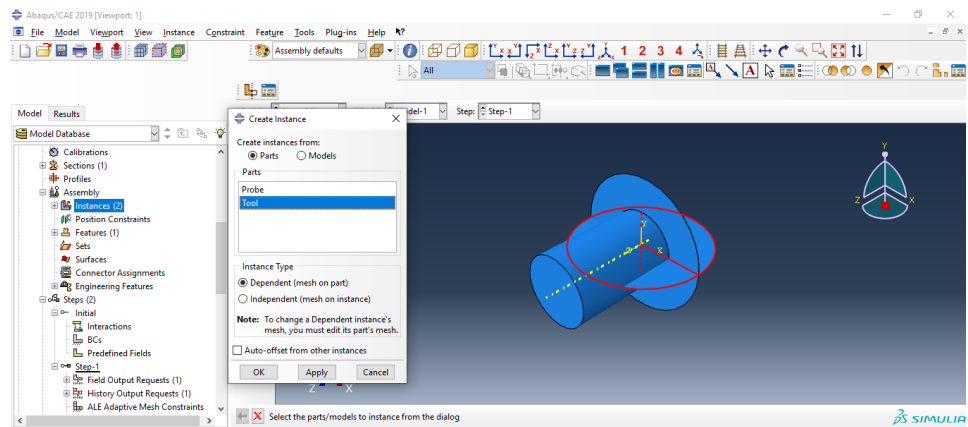 Abaqus/CAE 2019 [Viewport: 1]
File Model Viewport View Instance Constraint Feature Tools Plug-ins Help
Assembly defaults
1 2 3 4
All
Model Results
Step: Step-1
Model Database
Calibrations
Sections (1)
Profiles
Assembly
Instances (2)
Position Constraints
Features (1)
Sets
Surfaces
Connector Assignments
Engineering Features
Steps (2)
Initial
Interactions
BCs
Predefined Fields
Step-1
Field Output Requests (1)
History Output Requests (1)
ALE Adaptive Mesh Constraints
Create Instance
Create instances from:
Parts Models
Parts
Probe
Tool
Instance Type
Dependent (mesh on part)
Independent (mesh on instance)
Note: To change a Dependent instance's
mesh, you must edit its part's mesh.
Auto-offset from other instances
OK Apply Cancel
Y
Z X
Y
Z X
Z X
Select the parts/models to instance from the dialog
SIMULIA